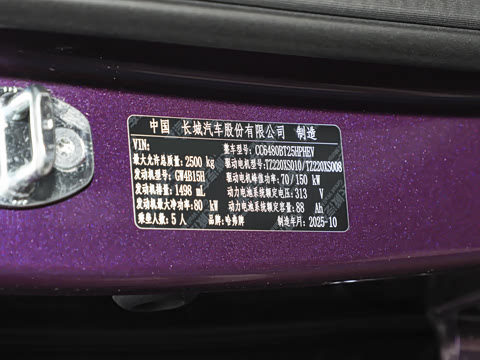 中国 长城汽车股份有限公司 制造
VIN: 整车型号: CC6480BT25HPHEV
最大允许总质量: 2500 kg 驱动电机型号: TZ220XS010/TZ220XS008
发动机型号: GW4B15H 驱动电机峰值功率: 70/150 kW
发动机排量: 1498 mL 动力电池系统额定电压: 313 V
发动机最大净功率: 80 kW 动力电池系统额定容量: 88 Ah
乘坐人数: 5人 品牌: 哈弗牌 制造年月: 2025-10